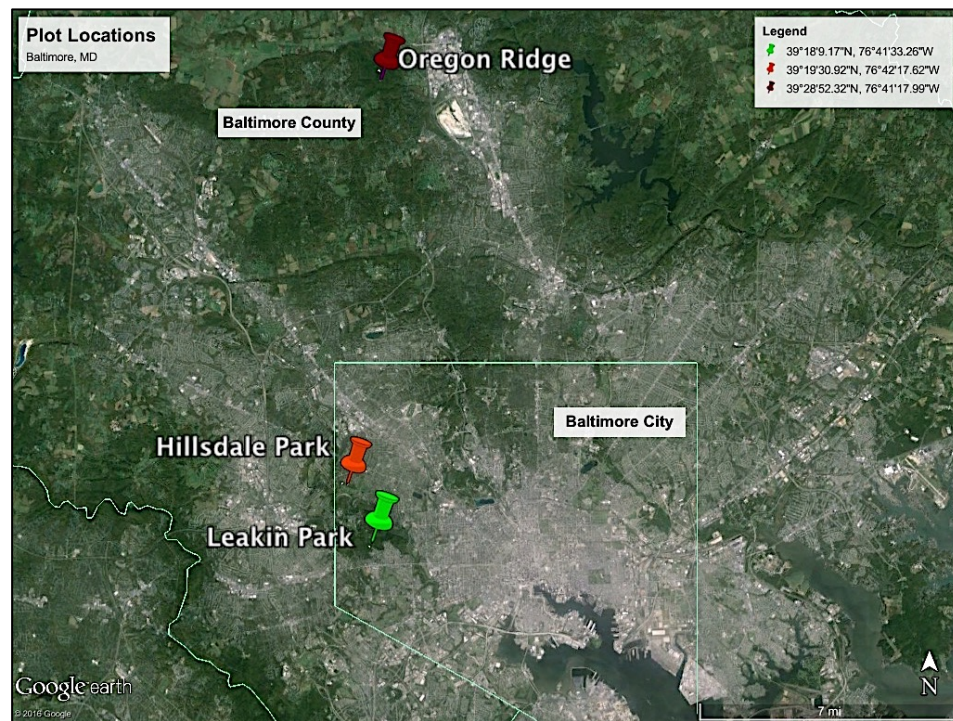 Plot Locations
Baltimore, MD
Legend
39°18'9.17"N, 76°41'33.26"W
39°19'30.92"N, 76°42'17.62"W
39°28'52.32"N, 76°41'17.99"W
Oregon Ridge
Baltimore County
Baltimore City
Hillsdale Park
Leakin Park
Google earth
© 2016 Google
N
7 mi